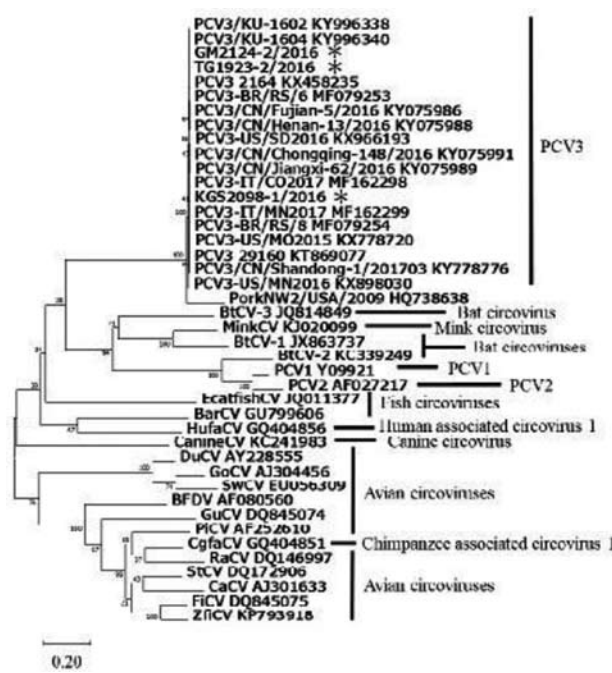 PCV3/KU-1602 KY996338
PCV3/KU-1604 KY996340
GM2124-2/2016 *
TG1923-2/2016 *
PCV3 2164 KX458235
PCV3-BR/RS/6 MF079253
PCV3/CN/Fujian-5/2016 KY075986
PCV3/CN/Henan-13/2016 KY075988
PCV3-US/SD2016 KX966193
PCV3/CN/Chongqing-148/2016 KY075991
PCV3/CN/Jiangxi-62/2016 KY075989
PCV3-IT/CO2017 MF162298
KGS2098-1/2016 *
PCV3-IT/MN2017 MF162299
PCV3-BR/RS/8 MF079254
PCV3-US/MO2015 KX778720
PCV3 29160 KT869077
PCV3/CN/Shandong-1/201703 KY778776
PCV3-US/MN2016 KX898030
PCV3
PorkNW2/USA/2009 HQ738638
BtCV-3 JQ814849 Bat circovirus
MinkCV KJ020099 Mink circovirus
BtCV-1 JX863737
BtCV-2 KC339249
Bat circoviruses
PCV1 Y09921 PCV1
PCV2 AF027217 PCV2
EcatfishCV JQ011377
BarCV GU799606
Fish circoviruses
HufaCV GQ404856 Human associated circovirus 1
CanineCV KC241983 Canine circovirus
DuCV AY228555
GoCV AJ304456
SwCV EU056309
BFDV AF080560
GuCV DQ845074
PiCV AF252610
Avian circoviruses
CgfaCV GQ404851 Chimpanzee associated circovirus 1
RaCV DQ146997
StCV DQ172906
CaCV AJ301633
FiCV DQ845075
ZfiCV KP793918
Avian circoviruses
0.20